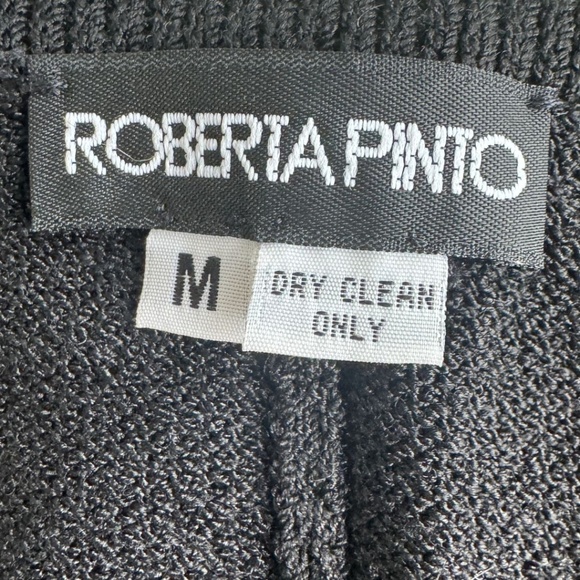 ROBERTA PINTO
M
DRY CLEAN
ONLY